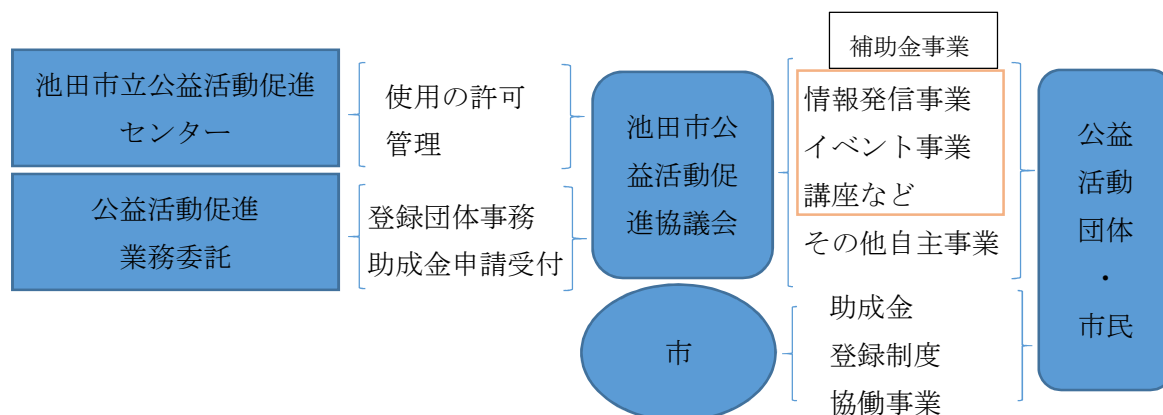 池田市立公益活動促進
センター
公益活動促進
業務委託
使用の許可
管理
登録団体事務
助成金申請受付
池田市公
益活動促
進協議会
市
補助金事業
情報発信事業
イベント事業
講座など
その他自主事業
助成金
登録制度
協働事業
公益
活動
団体
・
市民